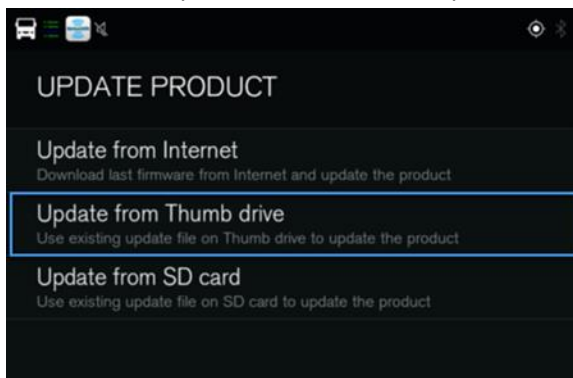 UPDATE PRODUCT
Update from Internet
Download last firmware from Internet and update the product
Update from Thumb drive
Use existing update file on Thumb drive to update the product
Update from SD card
Use existing update file on SD card to update the product